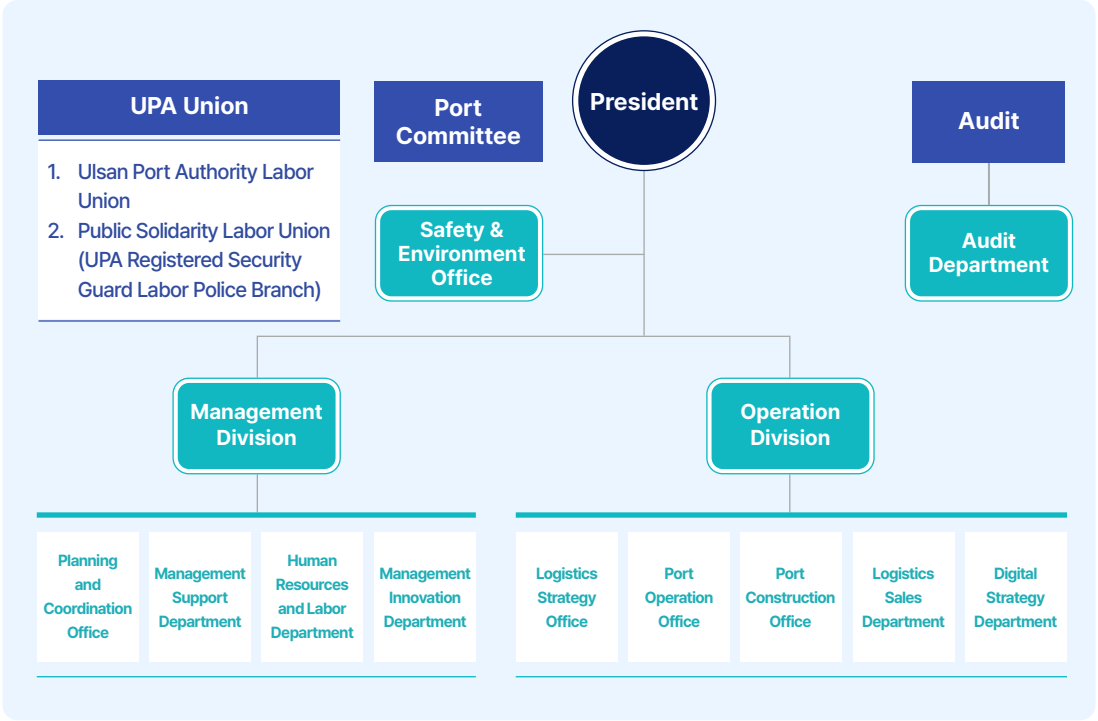 UPA Union
1. Ulsan Port Authority Labor
Union
2. Public Solidarity Labor Union
(UPA Registered Security
Guard Labor Police Branch)
Port
Committee
President
Audit
Safety &
Environment
Office
Audit
Department
Management
Division
Operation
Division
Planning
and
Coordination
Office
Management
Support
Department
Human
Resources
and Labor
Department
Management
Innovation
Department
Logistics
Strategy
Office
Port
Operation
Office
Port
Construction
Office
Logistics
Sales
Department
Digital
Strategy
Department